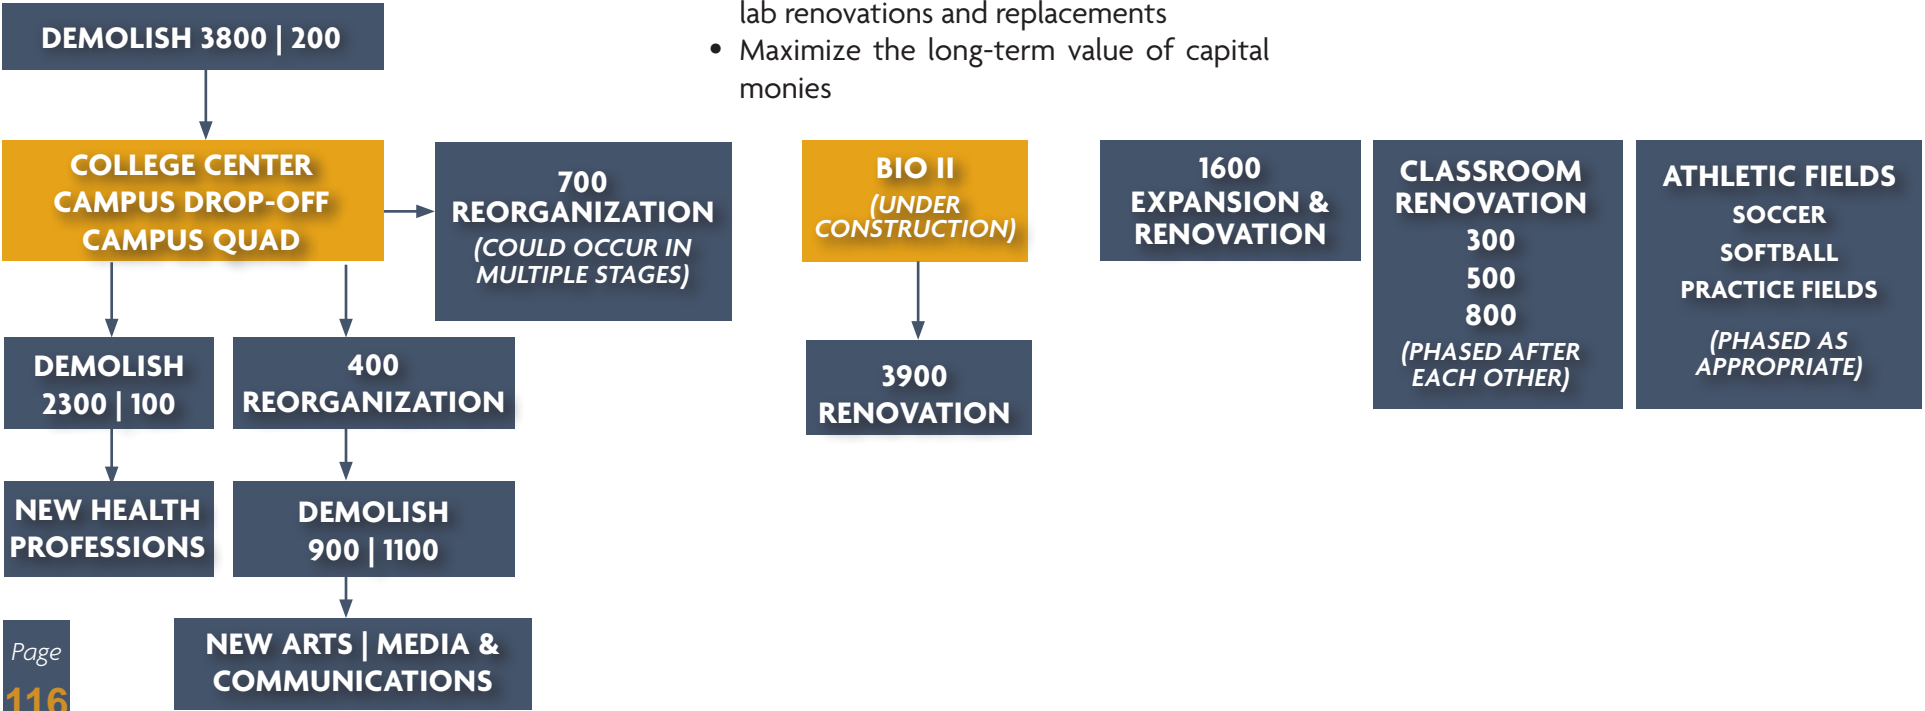 lab renovations and replacements
• Maximize the long-term value of capital
monies
DEMOLISH 3800 | 200
COLLEGE CENTER
CAMPUS DROP-OFF
CAMPUS QUAD
700
REORGANIZATION
(COULD OCCUR IN
MULTIPLE STAGES)
DEMOLISH
2300 | 100
400
REORGANIZATION
NEW HEALTH
PROFESSIONS
DEMOLISH
900 | 1100
NEW ARTS | MEDIA &
COMMUNICATIONS
BIO II
(UNDER
CONSTRUCTION)
3900
RENOVATION
1600
EXPANSION &
RENOVATION
CLASSROOM
RENOVATION
300
500
800
(PHASED AFTER
EACH OTHER)
ATHLETIC FIELDS
SOCCER
SOFTBALL
PRACTICE FIELDS
(PHASED AS
APPROPRIATE)
Page
116